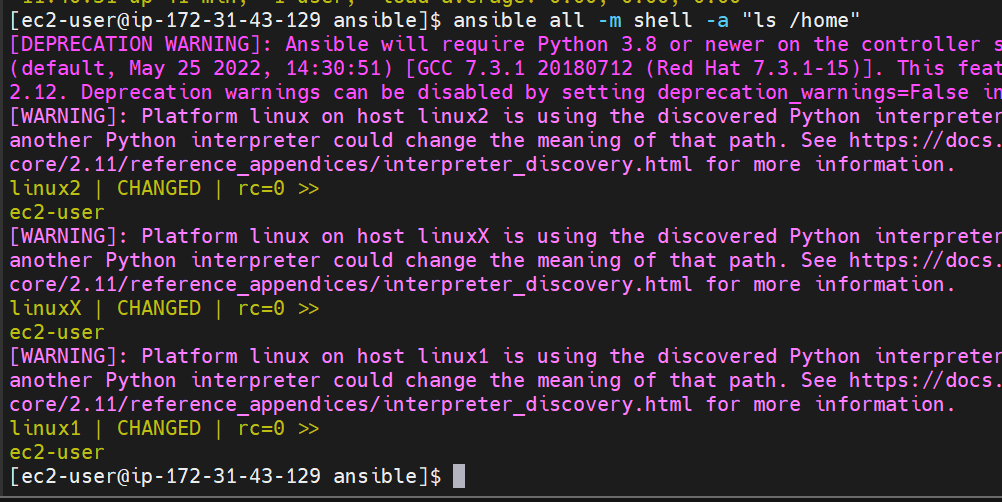 [ec2-user@ip-172-31-43-129 ansible]$ ansible all -m shell -a "ls /home"
[DEPRECATION WARNING]: Ansible will require Python 3.8 or newer on the controller s
(default, May 25 2022, 14:30:51) [GCC 7.3.1 20180712 (Red Hat 7.3.1-15)]. This feat
2.12. Deprecation warnings can be disabled by setting deprecation_warnings=False in
[WARNING]: Platform linux on host linux2 is using the discovered Python interpreter
another Python interpreter could change the meaning of that path. See https://docs.
core/2.11/reference_appendices/interpreter_discovery.html for more information.
linux2 | CHANGED | rc=0 >>
ec2-user
[WARNING]: Platform linux on host linuxX is using the discovered Python interpreter
another Python interpreter could change the meaning of that path. See https://docs.
core/2.11/reference_appendices/interpreter_discovery.html for more information.
linuxX | CHANGED | rc=0 >>
ec2-user
[WARNING]: Platform linux on host linux1 is using the discovered Python interpreter
another Python interpreter could change the meaning of that path. See https://docs.
core/2.11/reference_appendices/interpreter_discovery.html for more information.
linux1 | CHANGED | rc=0 >>
ec2-user
[ec2-user@ip-172-31-43-129 ansible]$